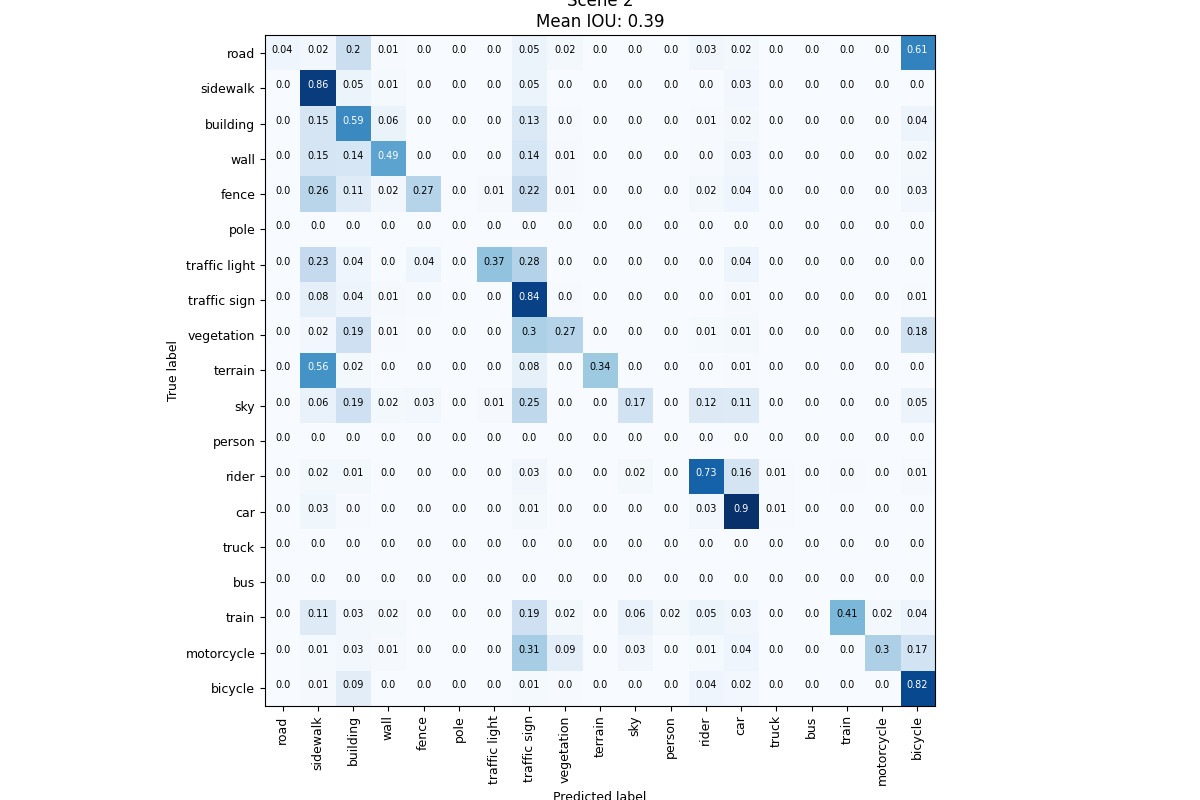 Scene 2
Mean IOU: 0.39
road 0.04 0.02 0.2 0.01 0.0 0.0 0.0 0.05 0.02 0.0 0.0 0.0 0.03 0.02 0.0 0.0 0.0 0.0 0.61
sidewalk 0.0 0.86 0.05 0.01 0.0 0.0 0.0 0.05 0.0 0.0 0.0 0.0 0.0 0.03 0.0 0.0 0.0 0.0 0.0
building 0.0 0.15 0.59 0.06 0.0 0.0 0.0 0.13 0.0 0.0 0.0 0.0 0.01 0.02 0.0 0.0 0.0 0.0 0.04
wall 0.0 0.15 0.14 0.49 0.0 0.0 0.0 0.14 0.01 0.0 0.0 0.0 0.0 0.03 0.0 0.0 0.0 0.0 0.02
fence 0.0 0.26 0.11 0.02 0.27 0.0 0.01 0.22 0.01 0.0 0.0 0.0 0.02 0.04 0.0 0.0 0.0 0.0 0.03
pole 0.0 0.0 0.0 0.0 0.0 0.0 0.0 0.0 0.0 0.0 0.0 0.0 0.0 0.0 0.0 0.0 0.0 0.0 0.0
traffic light 0.0 0.23 0.04 0.0 0.04 0.0 0.37 0.28 0.0 0.0 0.0 0.0 0.0 0.04 0.0 0.0 0.0 0.0 0.0
traffic sign 0.0 0.08 0.04 0.01 0.0 0.0 0.0 0.84 0.0 0.0 0.0 0.0 0.0 0.01 0.0 0.0 0.0 0.0 0.01
vegetation 0.0 0.02 0.19 0.01 0.0 0.0 0.0 0.3 0.27 0.0 0.0 0.0 0.01 0.01 0.0 0.0 0.0 0.0 0.18
terrain 0.0 0.56 0.02 0.0 0.0 0.0 0.0 0.08 0.0 0.34 0.0 0.0 0.0 0.01 0.0 0.0 0.0 0.0 0.0
sky 0.0 0.06 0.19 0.02 0.03 0.0 0.01 0.25 0.0 0.0 0.17 0.0 0.12 0.11 0.0 0.0 0.0 0.0 0.05
person 0.0 0.0 0.0 0.0 0.0 0.0 0.0 0.0 0.0 0.0 0.0 0.0 0.0 0.0 0.0 0.0 0.0 0.0 0.0
rider 0.0 0.02 0.01 0.0 0.0 0.0 0.0 0.03 0.0 0.0 0.02 0.0 0.73 0.16 0.01 0.0 0.0 0.0 0.01
car 0.0 0.03 0.0 0.0 0.0 0.0 0.0 0.01 0.0 0.0 0.0 0.0 0.03 0.9 0.01 0.0 0.0 0.0 0.0
truck 0.0 0.0 0.0 0.0 0.0 0.0 0.0 0.0 0.0 0.0 0.0 0.0 0.0 0.0 0.0 0.0 0.0 0.0 0.0
bus 0.0 0.0 0.0 0.0 0.0 0.0 0.0 0.0 0.0 0.0 0.0 0.0 0.0 0.0 0.0 0.0 0.0 0.0 0.0
train 0.0 0.11 0.03 0.02 0.0 0.0 0.0 0.19 0.02 0.0 0.06 0.02 0.05 0.03 0.0 0.0 0.41 0.02 0.04
motorcycle 0.0 0.01 0.03 0.01 0.0 0.0 0.0 0.31 0.09 0.0 0.03 0.0 0.01 0.04 0.0 0.0 0.0 0.3 0.17
bicycle 0.0 0.01 0.09 0.0 0.0 0.0 0.0 0.01 0.0 0.0 0.0 0.0 0.04 0.02 0.0 0.0 0.0 0.0 0.82
True label
road sidewalk building wall fence pole traffic light traffic sign vegetation terrain sky person rider car truck bus train motorcycle bicycle
Predicted label